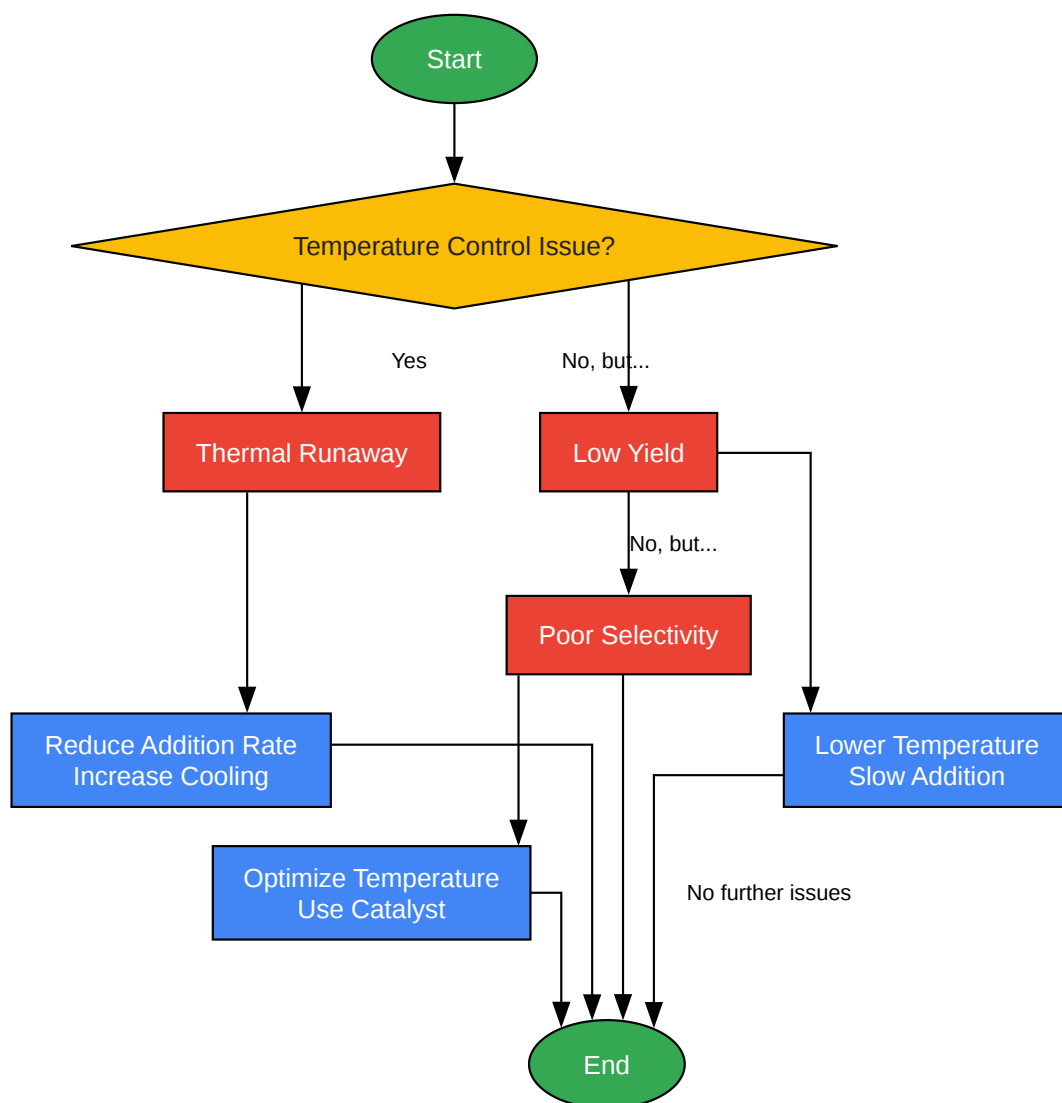 Start
Temperature Control Issue?
Yes
No, but...
Thermal Runaway
Low Yield
No, but...
Poor Selectivity
Reduce Addition Rate
Increase Cooling
Lower Temperature
Slow Addition
Optimize Temperature
Use Catalyst
No further issues
End